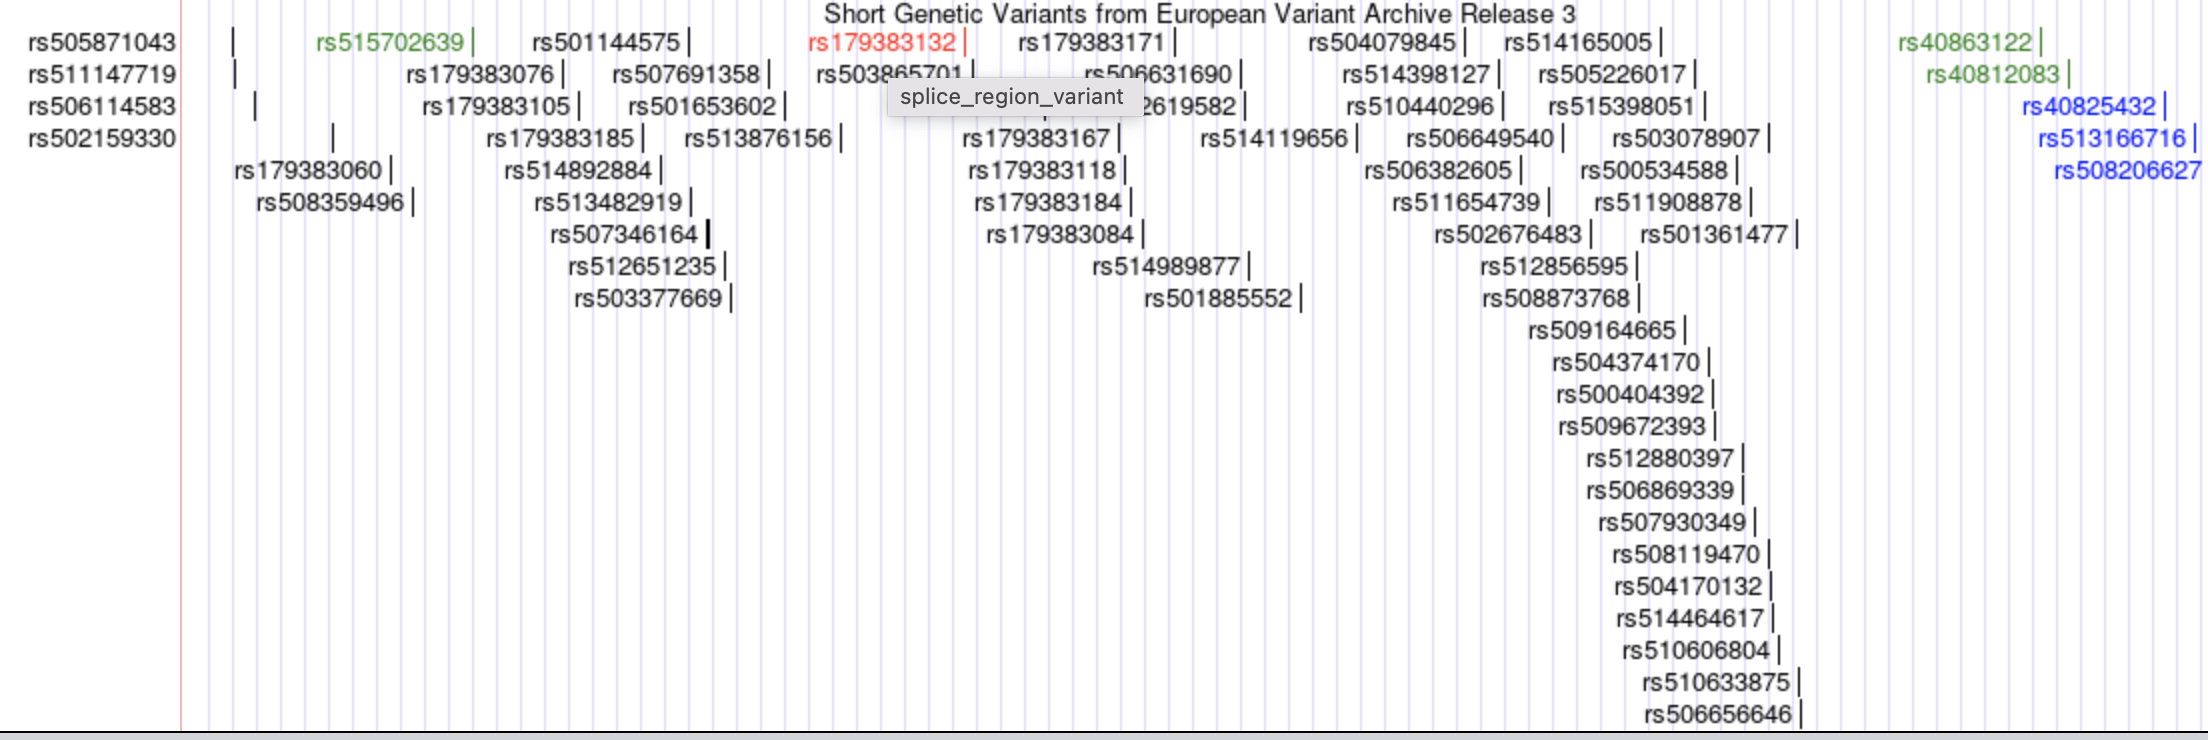 Short Genetic Variants from European Variant Archive Release 3
rs505871043 rs515702639 rs501144575 rs179383132 rs179383171 rs504079845 rs514165005 rs40863122
rs511147719 rs179383076 rs507691358 rs503865701 rs506631690 rs514398127 rs505226017 rs40812083
splice_region_variant
rs506114583 rs179383105 rs501653602 2619582 rs510440296 rs515398051 rs40825432
rs502159330 rs179383185 rs513876156 rs179383167 rs514119656 rs506649540 rs503078907 rs513166716
rs179383060 rs514892884 rs179383118 rs506382605 rs500534588 rs508206627
rs508359496 rs513482919 rs179383184 rs511654739 rs511908878
rs507346164 rs179383084 rs502676483 rs501361477
rs512651235 rs514989877 rs512856595
rs503377669 rs501885552 rs508873768
rs509164665
rs504374170
rs500404392
rs509672393
rs512880397
rs506869339
rs507930349
rs508119470
rs504170132
rs514464617
rs510606804
rs510633875
rs506656646